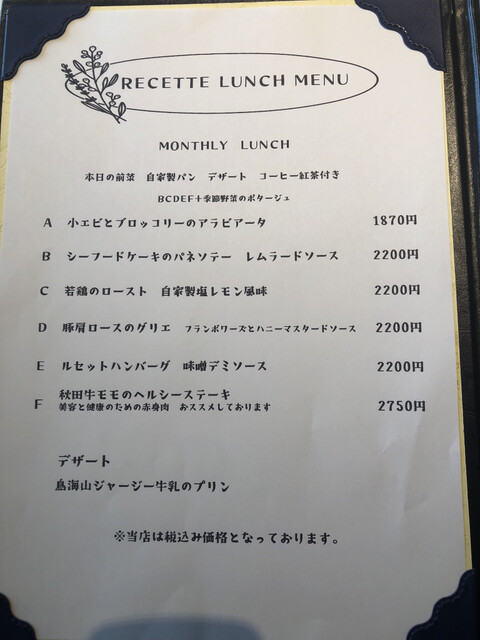 RECETTE LUNCH MENU
MONTHLY LUNCH
本日の前菜 自家製パン デザート コーヒー紅茶付き
BCDEF+季節野菜のポタージュ
A 小エビとブロッコリーのアラビアータ 1870円
B シーフードケーキのパネソテー レムラードソース 2200円
C 若鶏のロースト 自家製塩レモン風味 2200円
D 豚肩ロースのグリエ フランボワーズとハニーマスタードソース 2200円
E ルセットハンバーグ 味噌デミソース 2200円
F 秋田牛モモのヘルシーステーキ 2750円
美容と健康のための赤身肉 おススメしております
デザート
鳥海山ジャージー牛乳のプリン
※当店は税込み価格となっております。